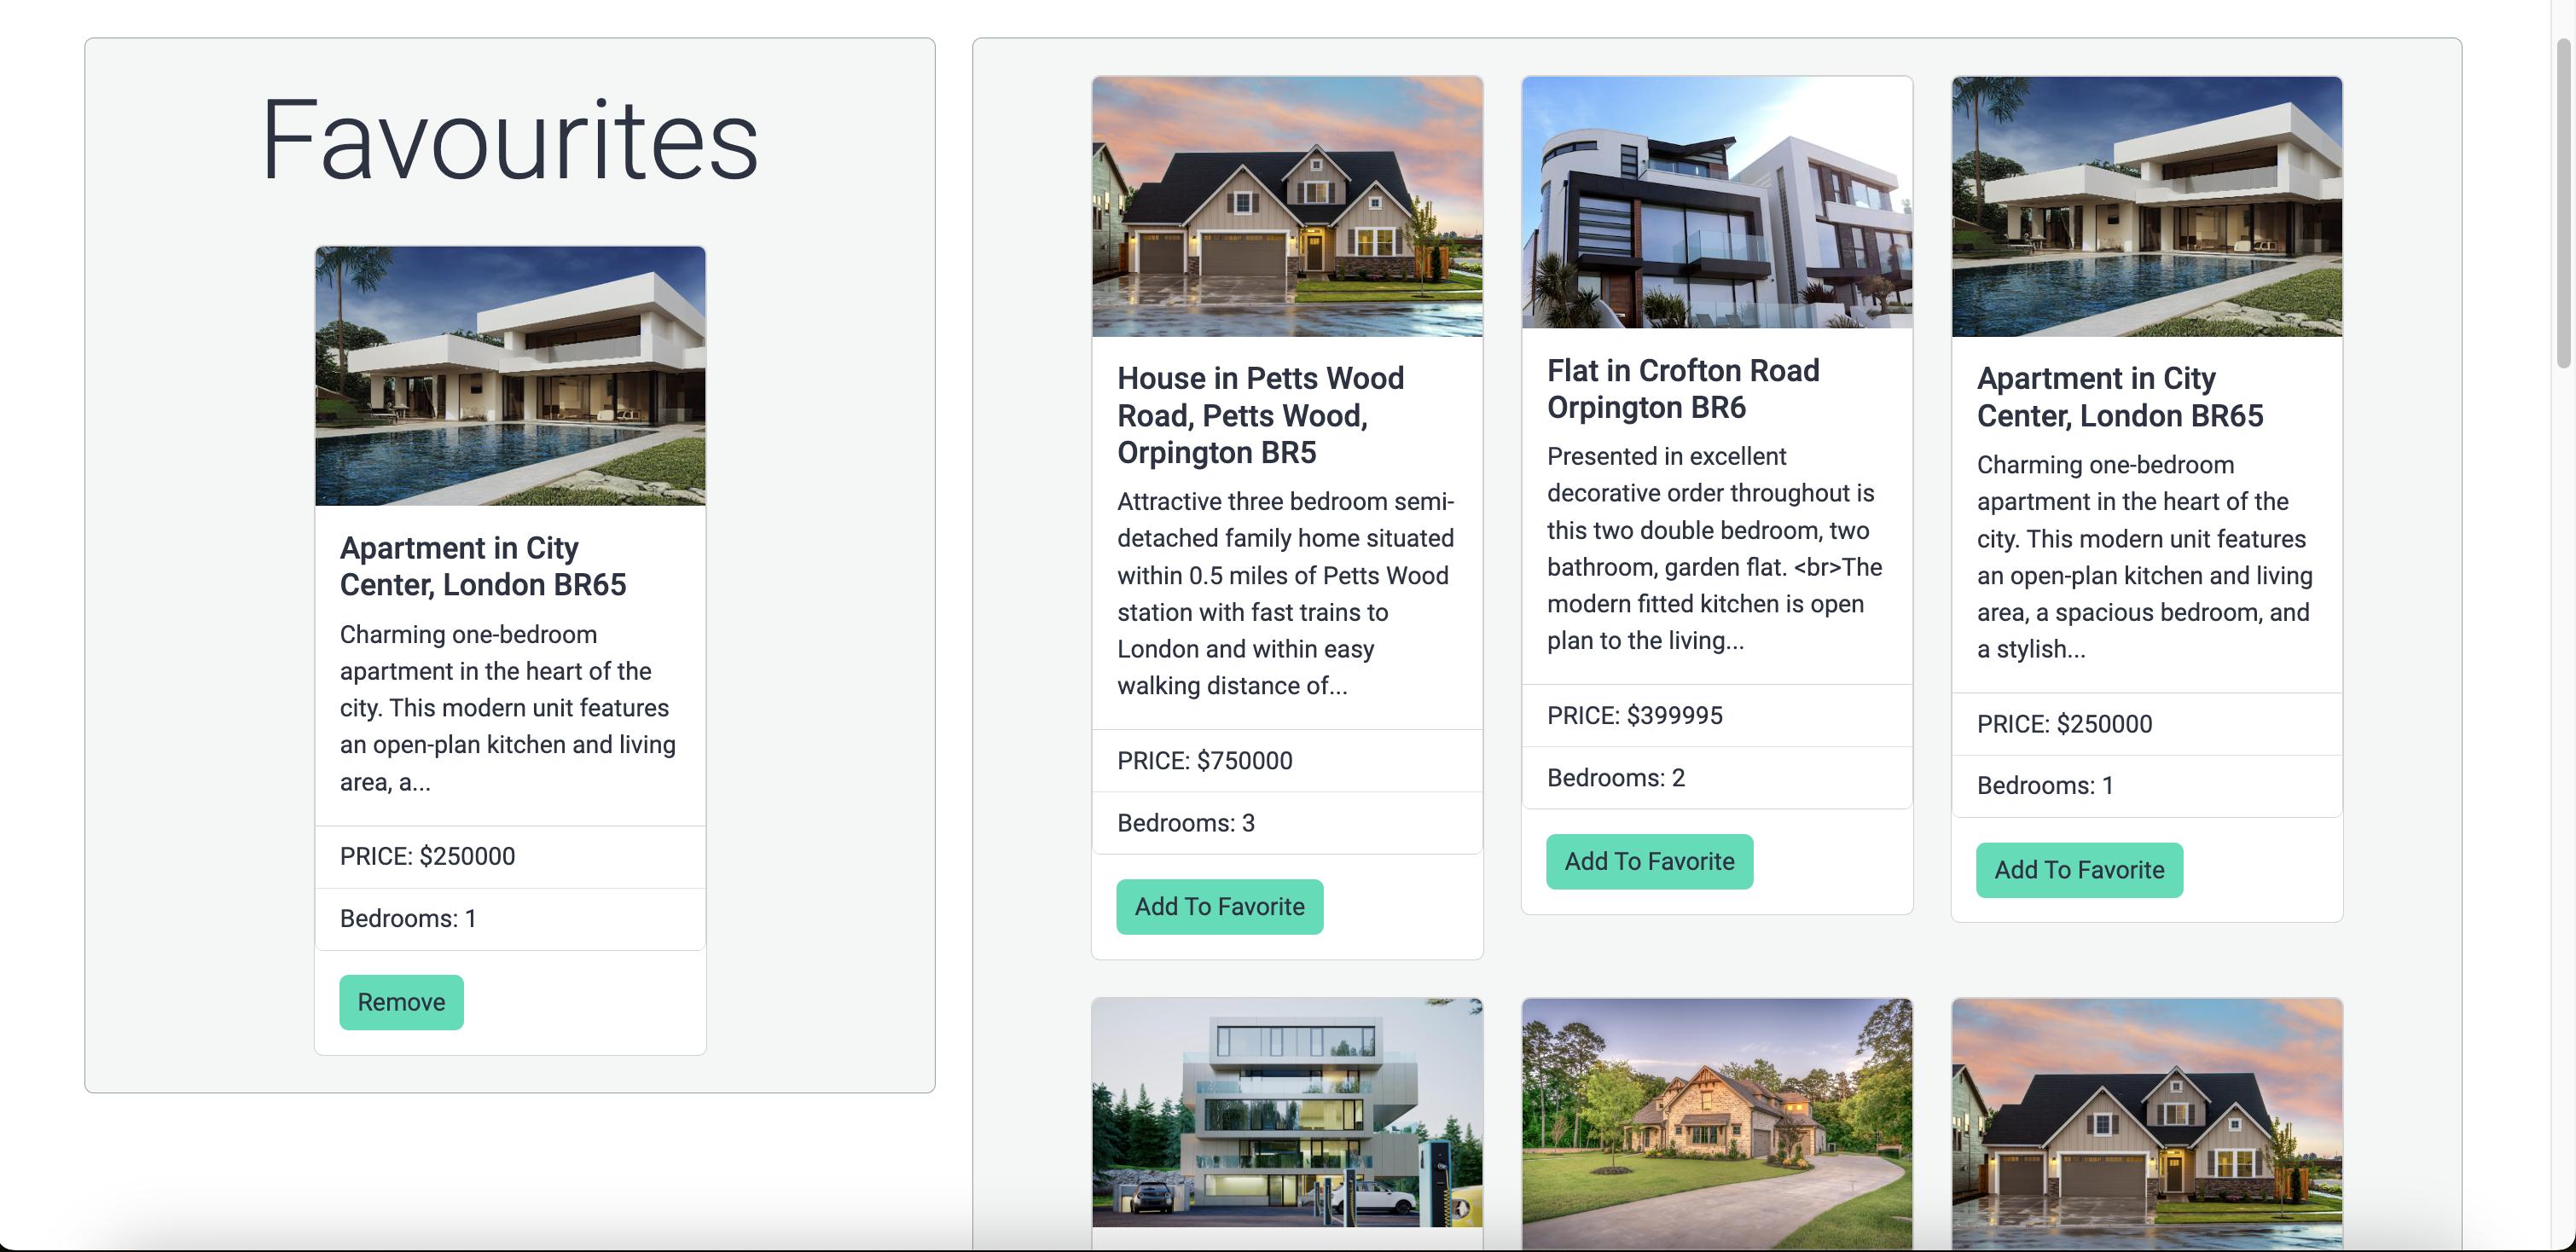 Favourites
Apartment in City
Center, London BR65
Charming one-bedroom
apartment in the heart of the
city. This modern unit features
an open-plan kitchen and living
area, a...
PRICE: $250000
Bedrooms: 1
Remove
House in Petts Wood
Road, Petts Wood,
Orpington BR5
Attractive three bedroom semi-
detached family home situated
within 0.5 miles of Petts Wood
station with fast trains to
London and within easy
walking distance of...
PRICE: $750000
Bedrooms: 3
Add To Favorite
Flat in Crofton Road
Orpington BR6
Presented in excellent
decorative order throughout is
this two double bedroom, two
bathroom, garden flat. <br>The
modern fitted kitchen is open
plan to the living...
PRICE: $399995
Bedrooms: 2
Add To Favorite
Apartment in City
Center, London BR65
Charming one-bedroom
apartment in the heart of the
city. This modern unit features
an open-plan kitchen and living
area, a spacious bedroom, and
a stylish...
PRICE: $250000
Bedrooms: 1
Add To Favorite